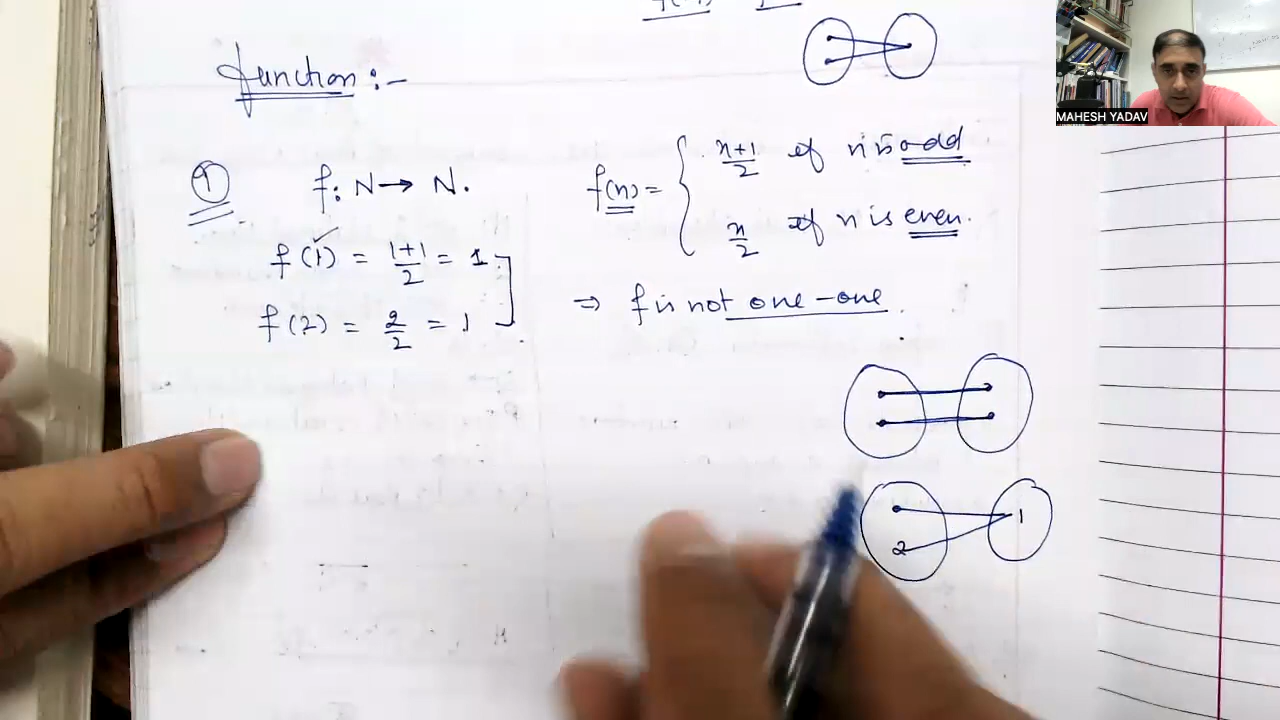 function :-
① f: N → N. f(n) = { n+1/2 if n is odd
n/2 if n is even.
f(1) = 1+1/2 = 1
f(2) = 2/2 = 1 ⇒ f is not one-one.
2 1
MAHESH YADAV